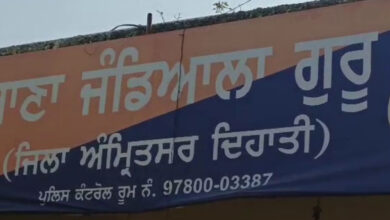 ਜੰਡਿਆਲਾ ਗੁਰੂ
(ਜਿਲਾ ਅੰਮ੍ਰਿਤਸਰ ਦਿਹਾਤੀ)
ਪੁਲਿਸ ਕੰਟਰੋਲ ਰੂਮ ਨੰ. 97800-03387